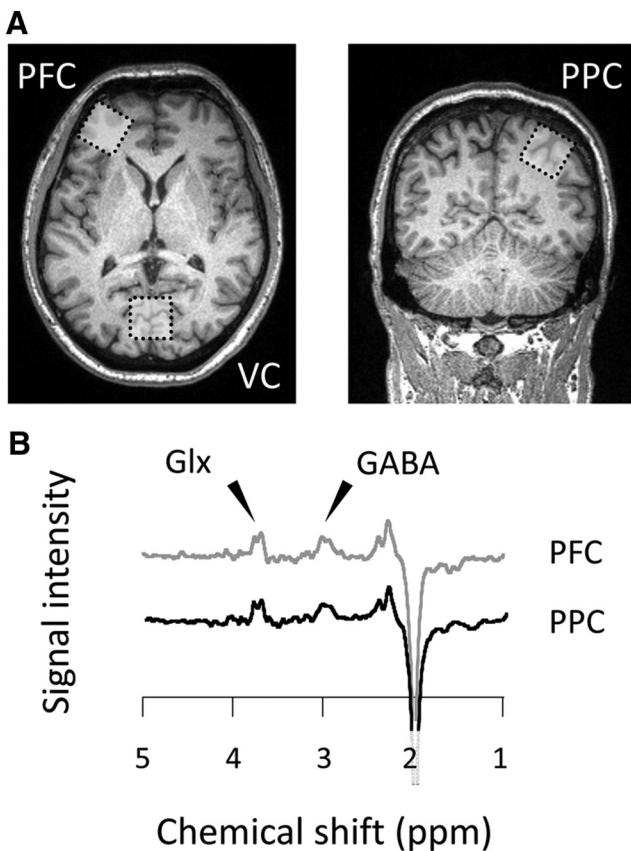 A
PFC
PPC
VC
B
Glx
GABA
Signal intensity
PFC
PPC
5 4 3 2 1
Chemical shift (ppm)